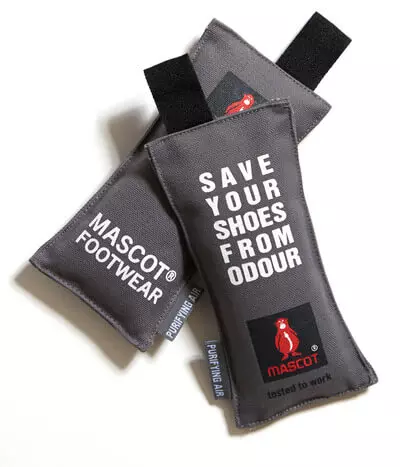 SAVE
YOUR
SHOES
FROM
ODOUR
MASCOT®
tested to work
PURIFYING AIR
MASCOT®
FOOTWEAR
PURIFYING AIR